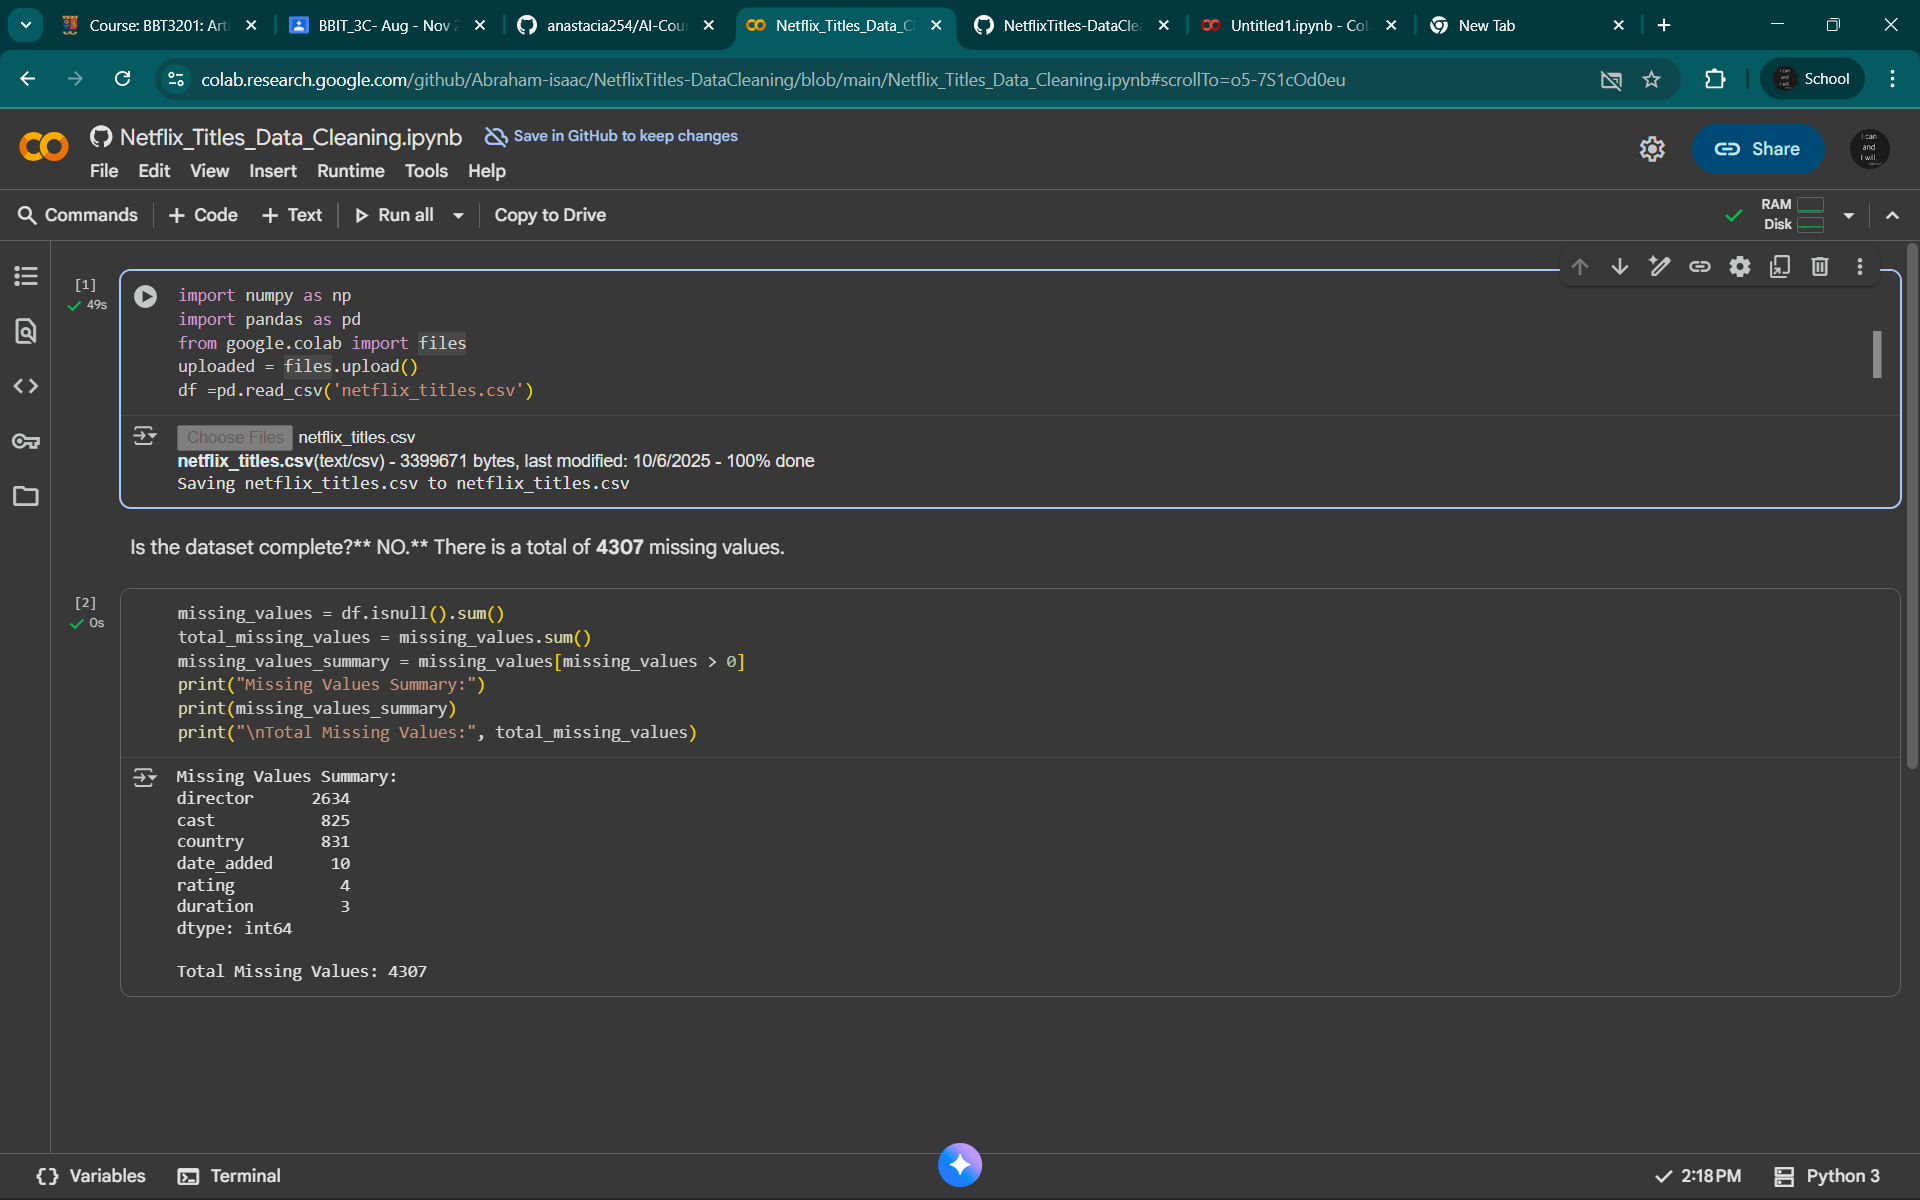 Course: BBT3201: Art
BBIT_3C- Aug - Nov 2
anastacia254/AI-Cou
Netflix_Titles_Data_Cl
NetflixTitles-DataClea
Untitled1.ipynb - Col
New Tab
colab.research.google.com/github/Abraham-isaac/NetflixTitles-DataCleaning/blob/main/Netflix_Titles_Data_Cleaning.ipynb#scrollTo=o5-7S1cOd0eu
School
CO
Netflix_Titles_Data_Cleaning.ipynb
Save in GitHub to keep changes
File Edit View Insert Runtime Tools Help
Share
I can
and
I will.
Commands + Code + Text Run all Copy to Drive
RAM
Disk
[1]
49s
import numpy as np
import pandas as pd
from google.colab import files
uploaded = files.upload()
df =pd.read_csv('netflix_titles.csv')
Choose Files netflix_titles.csv
netflix_titles.csv(text/csv) - 3399671 bytes, last modified: 10/6/2025 - 100% done
Saving netflix_titles.csv to netflix_titles.csv
Is the dataset complete?** NO.** There is a total of 4307 missing values.
[2]
0s
missing_values = df.isnull().sum()
total_missing_values = missing_values.sum()
missing_values_summary = missing_values[missing_values > 0]
print("Missing Values Summary:")
print(missing_values_summary)
print("\nTotal Missing Values:", total_missing_values)
Missing Values Summary:
director 2634
cast 825
country 831
date_added 10
rating 4
duration 3
dtype: int64
Total Missing Values: 4307
Variables Terminal
2:18 PM Python 3